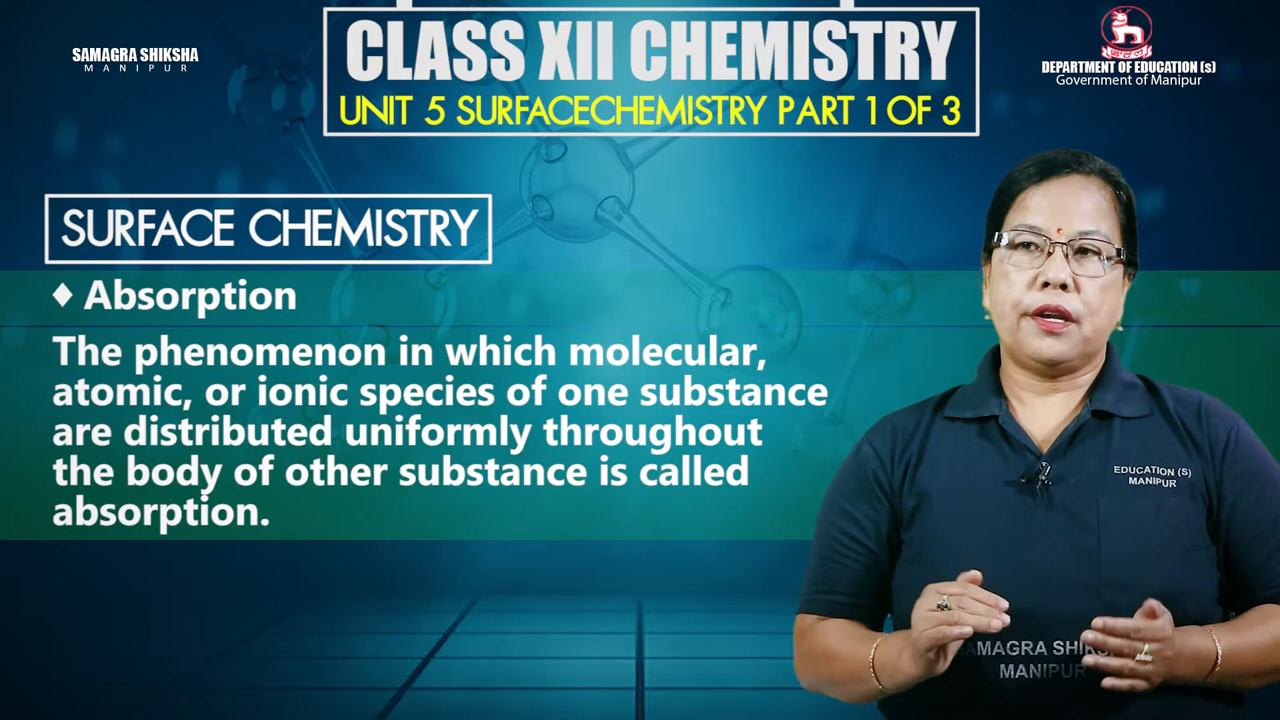 CLASS XII CHEMISTRY
UNIT 5 SURFACECHEMISTRY PART 1 OF 3
SAMAGRA SHIKSHA
MANIPUR
DEPARTMENT OF EDUCATION (s)
Government of Manipur
SURFACE CHEMISTRY
♦ Absorption
The phenomenon in which molecular,
atomic, or ionic species of one substance
are distributed uniformly throughout
the body of other substance is called
absorption.
EDUCATION (S)
MANIPUR
SAMAGRA SHIKS
MANIPUR